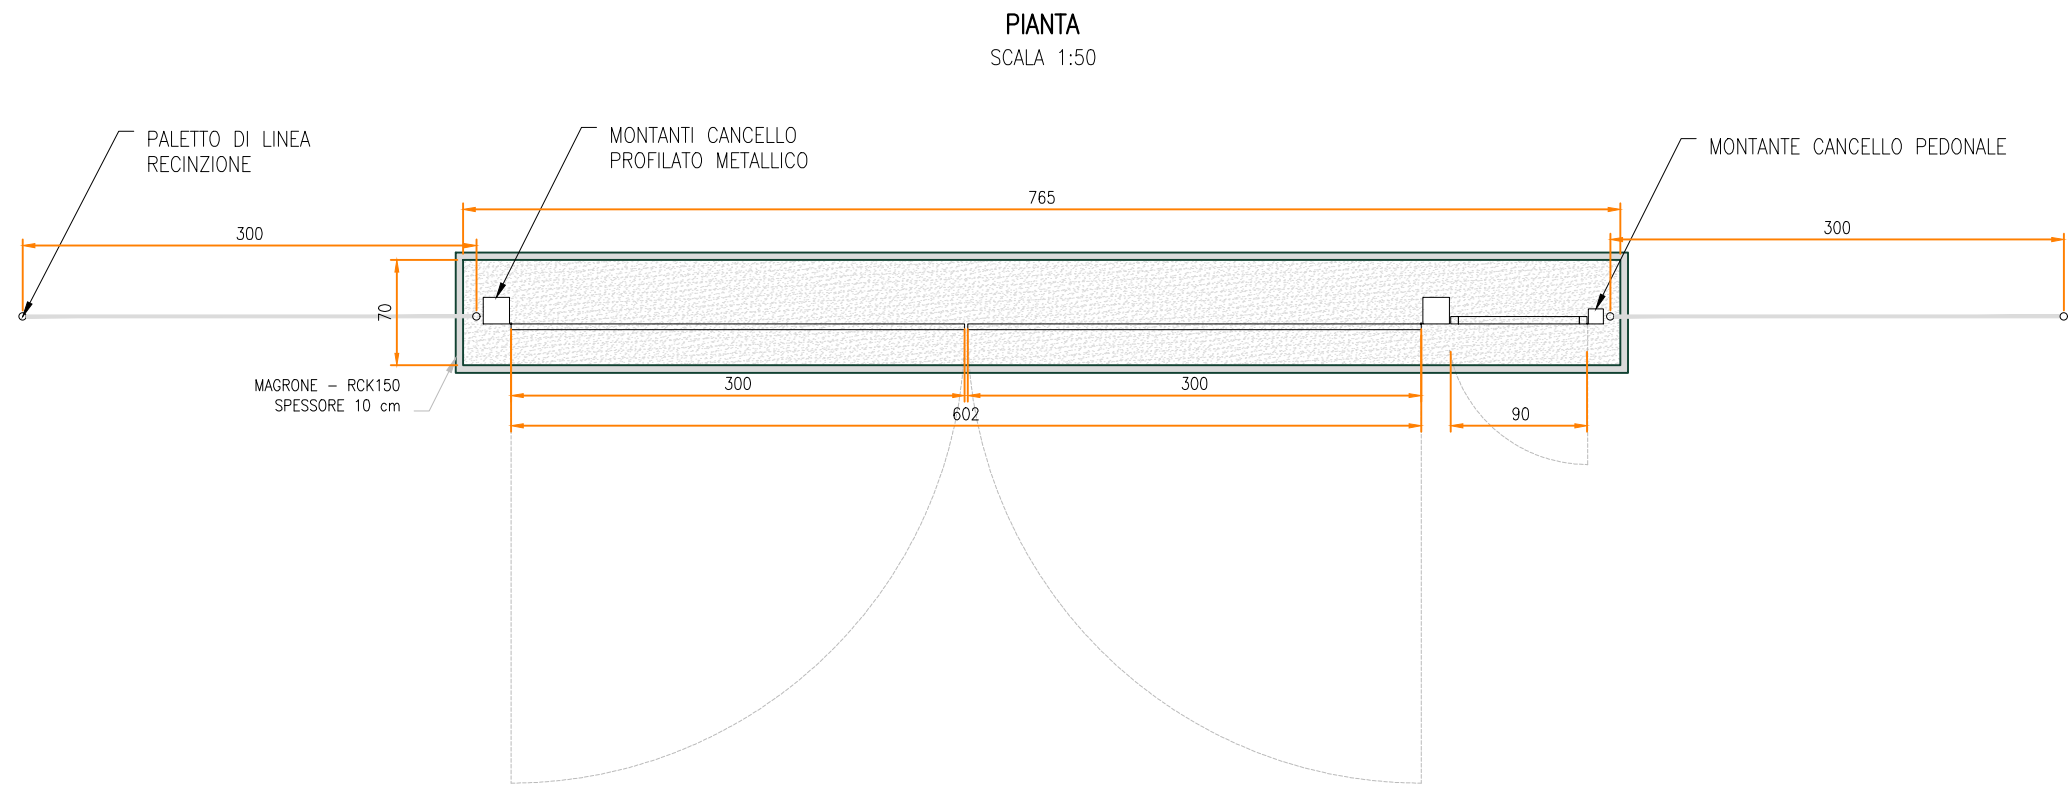 PIANTA
SCALA 1:50
PALETTO DI LINEA
RECINZIONE
MONTANTI CANCELLO
PROFILATO METALLICO
MONTANTE CANCELLO PEDONALE
765
300
300
70
MAGRONE - RCK150
SPESSORE 10 cm
300
300
602
90